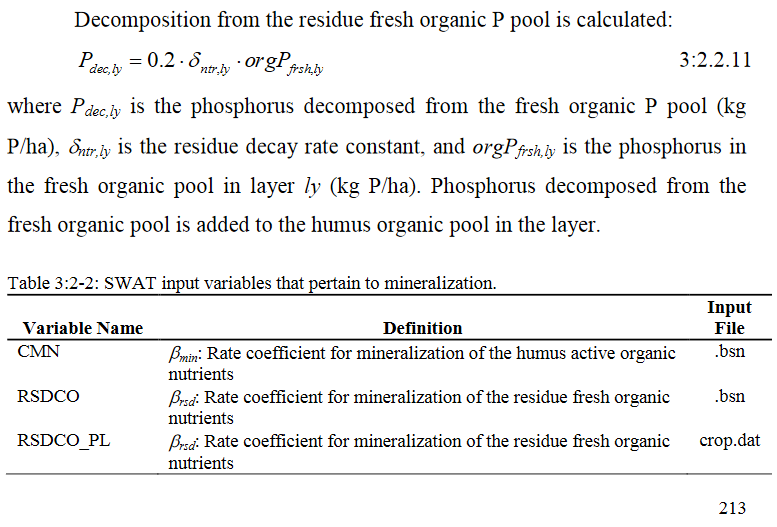 Decomposition from the residue fresh organic P pool is calculated:
P_dec,ly = 0.2 · δ_ntr,ly · orgP_frsh,ly 3:2.2.11
where P_dec,ly is the phosphorus decomposed from the fresh organic P pool (kg
P/ha), δ_ntr,ly is the residue decay rate constant, and orgP_frsh,ly is the phosphorus in
the fresh organic pool in layer ly (kg P/ha). Phosphorus decomposed from the
fresh organic pool is added to the humus organic pool in the layer.
Table 3:2-2: SWAT input variables that pertain to mineralization.
Input
Variable Name Definition File
CMN β_min: Rate coefficient for mineralization of the humus active organic .bsn
nutrients
RSDCO β_rsd: Rate coefficient for mineralization of the residue fresh organic .bsn
nutrients
RSDCO_PL β_rsd: Rate coefficient for mineralization of the residue fresh organic crop.dat
nutrients
213